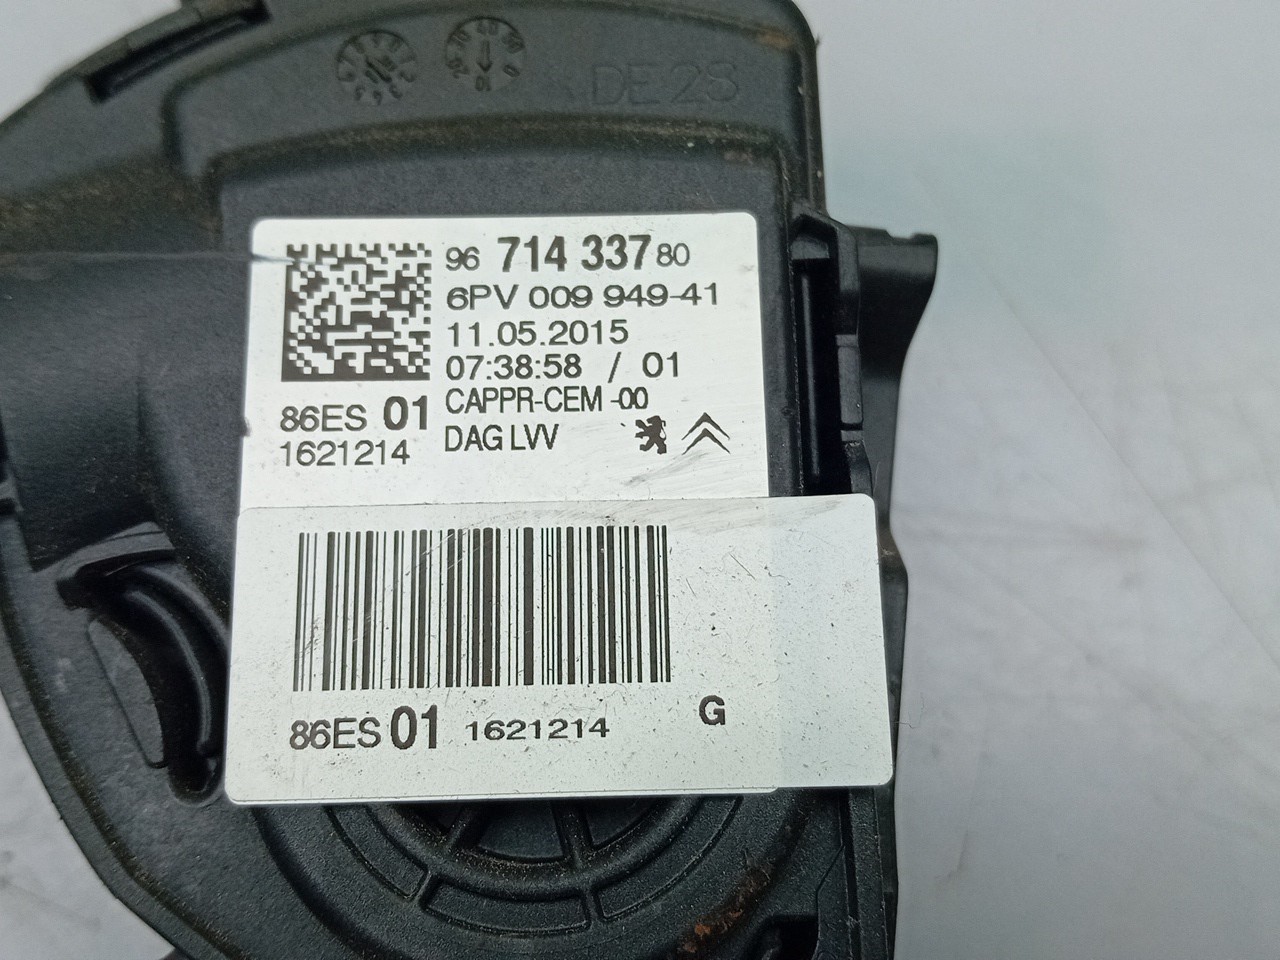 DE 28
96 714 337 80
6PV 009 949-41
11.05.2015
07:38:58 / 01
86ES 01 CAPPR-CEM -00
1621214 DAG LVV
86ES 01 1621214 G